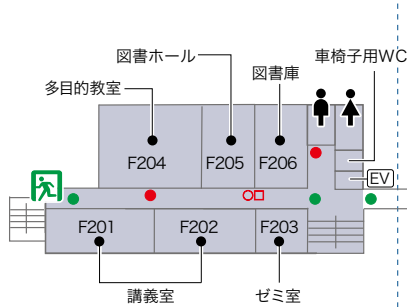 図書ホール
車椅子用WC
図書庫
多目的教室
F204
F205
F206
EV
F201
F202
F203
講義室
ゼミ室